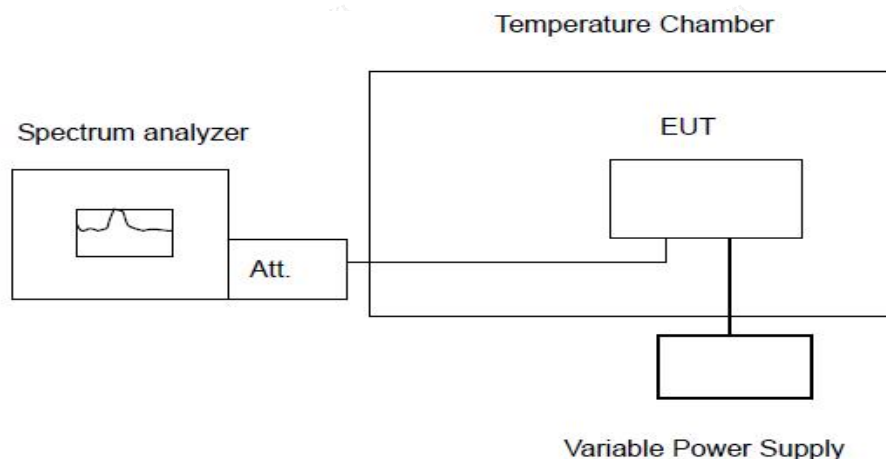 Temperature Chamber
Spectrum analyzer
EUT
Att.
Variable Power Supply